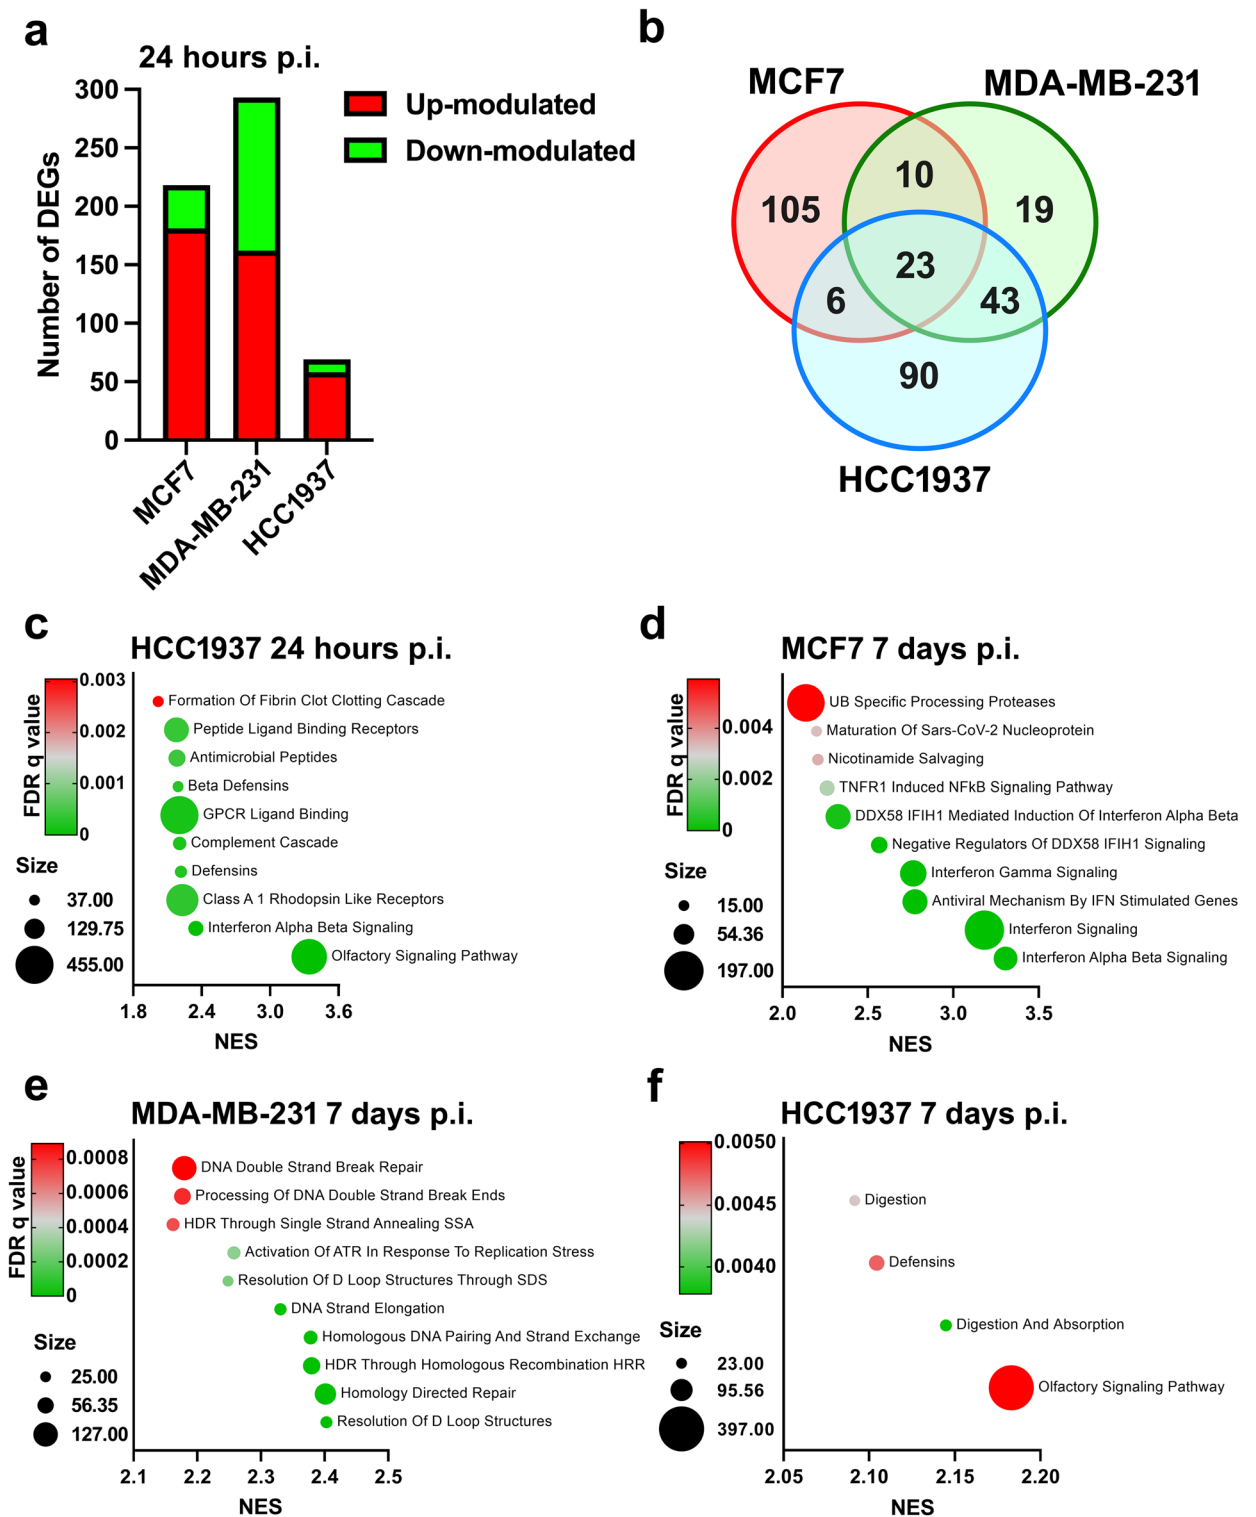 a
24 hours p.i.
300
250
200
150
100
50
0
Number of DEGs
Up-modulated
Down-modulated
MCF7
MDA-MB-231
HCC1937
b
MCF7
MDA-MB-231
10
105
19
23
6
43
90
HCC1937
c
HCC1937 24 hours p.i.
FDR q value
0.003
0.002
0.001
0
Size
37.00
129.75
455.00
Formation Of Fibrin Clot Clotting Cascade
Peptide Ligand Binding Receptors
Antimicrobial Peptides
Beta Defensins
GPCR Ligand Binding
Complement Cascade
Defensins
Class A 1 Rhodopsin Like Receptors
Interferon Alpha Beta Signaling
Olfactory Signaling Pathway
1.8 2.4 3.0 3.6
NES
d
MCF7 7 days p.i.
FDR q value
0.004
0.002
0
Size
15.00
54.36
197.00
UB Specific Processing Proteases
Maturation Of Sars-CoV-2 Nucleoprotein
Nicotinamide Salvaging
TNFR1 Induced NFkB Signaling Pathway
DDX58 IFIH1 Mediated Induction Of Interferon Alpha Beta
Negative Regulators Of DDX58 IFIH1 Signaling
Interferon Gamma Signaling
Antiviral Mechanism By IFN Stimulated Genes
Interferon Signaling
Interferon Alpha Beta Signaling
2.0 2.5 3.0 3.5
NES
e
MDA-MB-231 7 days p.i.
FDR q value
0.0008
0.0006
0.0004
0.0002
0
Size
25.00
56.35
127.00
DNA Double Strand Break Repair
Processing Of DNA Double Strand Break Ends
HDR Through Single Strand Annealing SSA
Activation Of ATR In Response To Replication Stress
Resolution Of D Loop Structures Through SDS
DNA Strand Elongation
Homologous DNA Pairing And Strand Exchange
HDR Through Homologous Recombination HRR
Homology Directed Repair
Resolution Of D Loop Structures
2.1 2.2 2.3 2.4 2.5
NES
f
HCC1937 7 days p.i.
0.0050
0.0045
0.0040
Size
23.00
95.56
397.00
Digestion
Defensins
Digestion And Absorption
Olfactory Signaling Pathway
2.05 2.10 2.15 2.20
NES